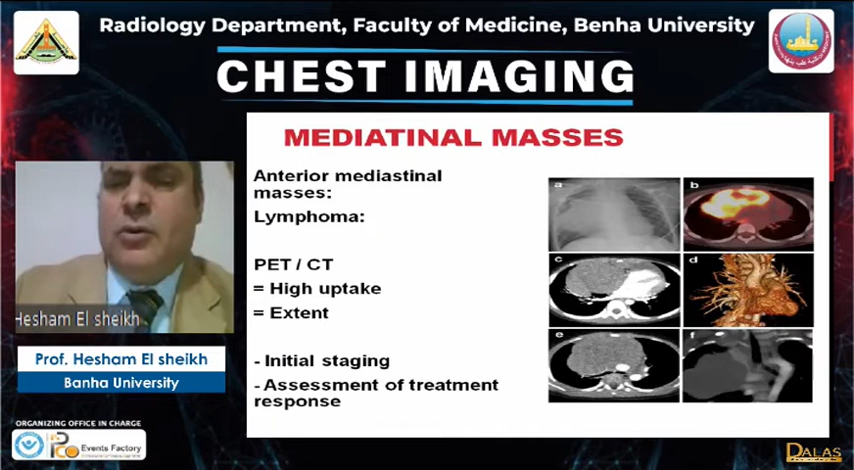 Radiology Department, Faculty of Medicine, Benha University
CHEST IMAGING
MEDIATINAL MASSES
Anterior mediastinal
masses:
Lymphoma:
PET / CT
= High uptake
= Extent
- Initial staging
- Assessment of treatment
response
a
b
c
d
e
f
Hesham El sheikh
Prof. Hesham El sheikh
Banha University
ORGANIZING OFFICE IN CHARGE
Events Factory
DALAS